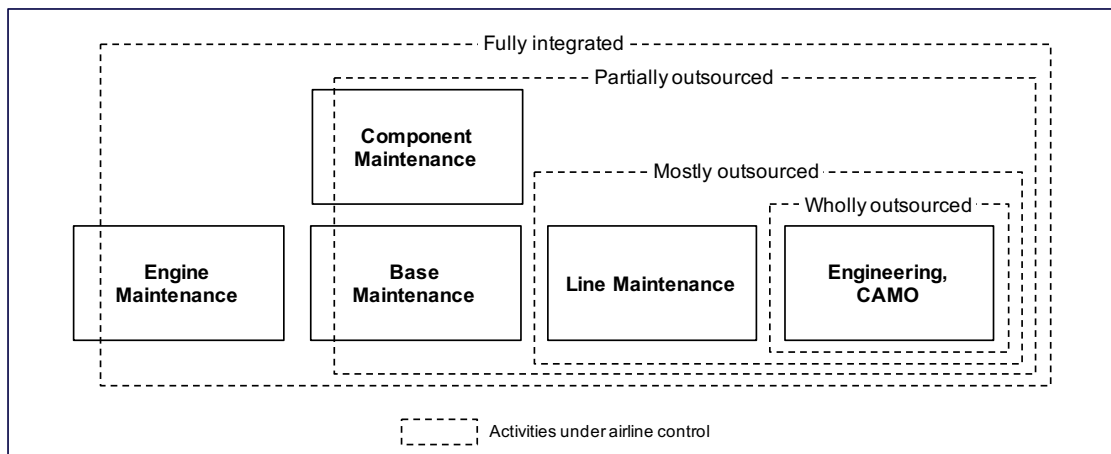 Fully integrated
Partially outsourced
Component
Maintenance
Mostly outsourced
Wholly outsourced
Engine
Maintenance
Base
Maintenance
Line Maintenance
Engineering,
CAMO
Activities under airline control